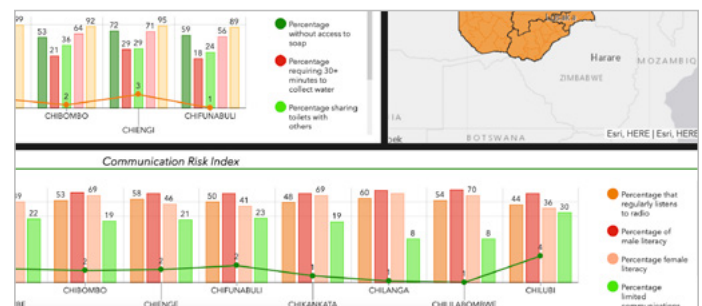 99
53
21
36
64
92
72
29
29
71
95
59
18
24
56
89
2
3
1
CHIBOMBO
CHIENGI
CHIFUNABULI
Percentage
without access to
soap
Percentage
requiring 30+
minutes to
collect water
Percentage sharing
toilets with
others
Harare
MOZAMBIQ
ZIMBABWE
BOTSWANA
Esri, HERE | Esri, HERE
Communication Risk Index
22
53
69
19
58
46
21
50
41
23
48
69
19
60
8
54
70
8
44
36
30
2
2
2
1
1
1
4
CHIBOMBO
CHIENGE
CHIFUNABULI
CHIKANKATA
CHILANGA
CHILILABOMBWE
CHILUBI
Percentage that
regularly listens
to radio
Percentage of
male literacy
Percentage female
literacy
Percentage
limited
communications